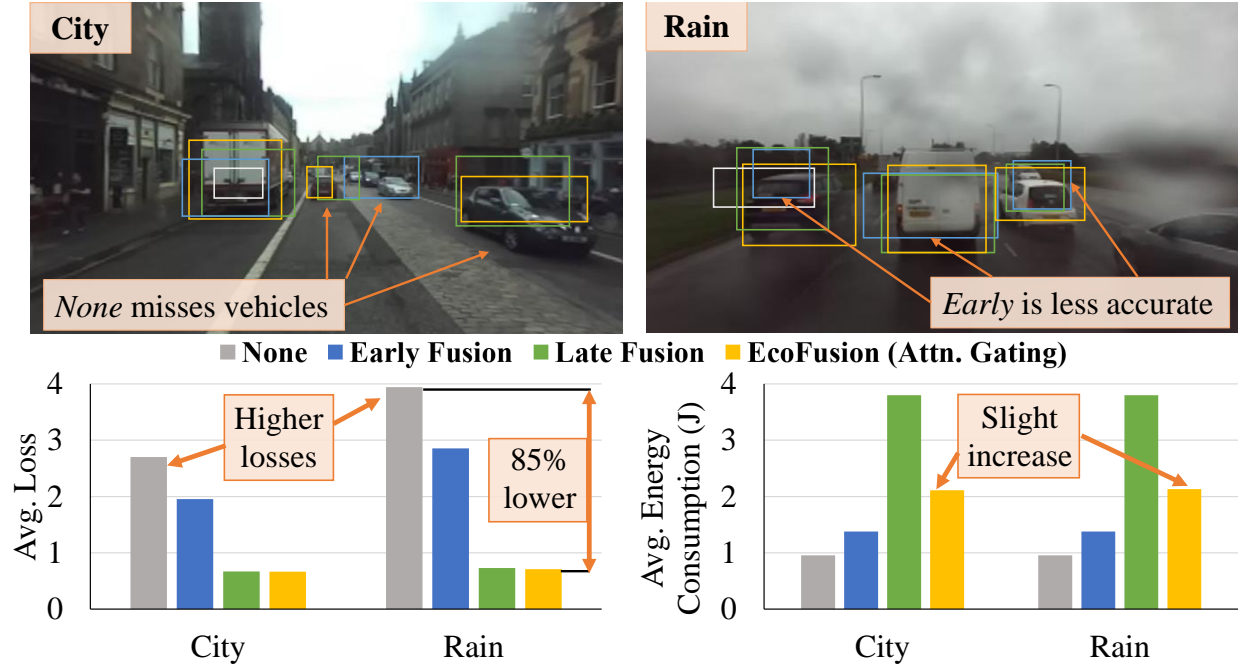 City
Rain
None misses vehicles
Early is less accurate
None Early Fusion Late Fusion EcoFusion (Attn. Gating)
Avg. Loss
4
3
2
1
0
Higher
losses
85%
lower
City
Rain
Avg. Energy
Consumption (J)
4
3
2
1
0
Slight
increase
City
Rain